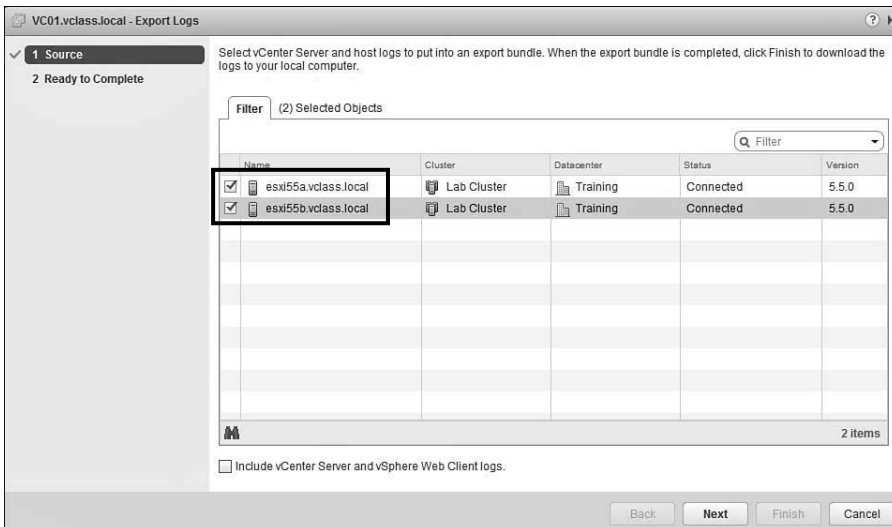 VC01.vclass.local - Export Logs
?
1 Source
2 Ready to Complete
Select vCenter Server and host logs to put into an export bundle. When the export bundle is completed, click Finish to download the
logs to your local computer.
Filter (2) Selected Objects
Filter
Name Cluster Datacenter Status Version
esxi55a.vclass.local Lab Cluster Training Connected 5.5.0
esxi55b.vclass.local Lab Cluster Training Connected 5.5.0
2 items
Include vCenter Server and vSphere Web Client logs.
Back Next Finish Cancel